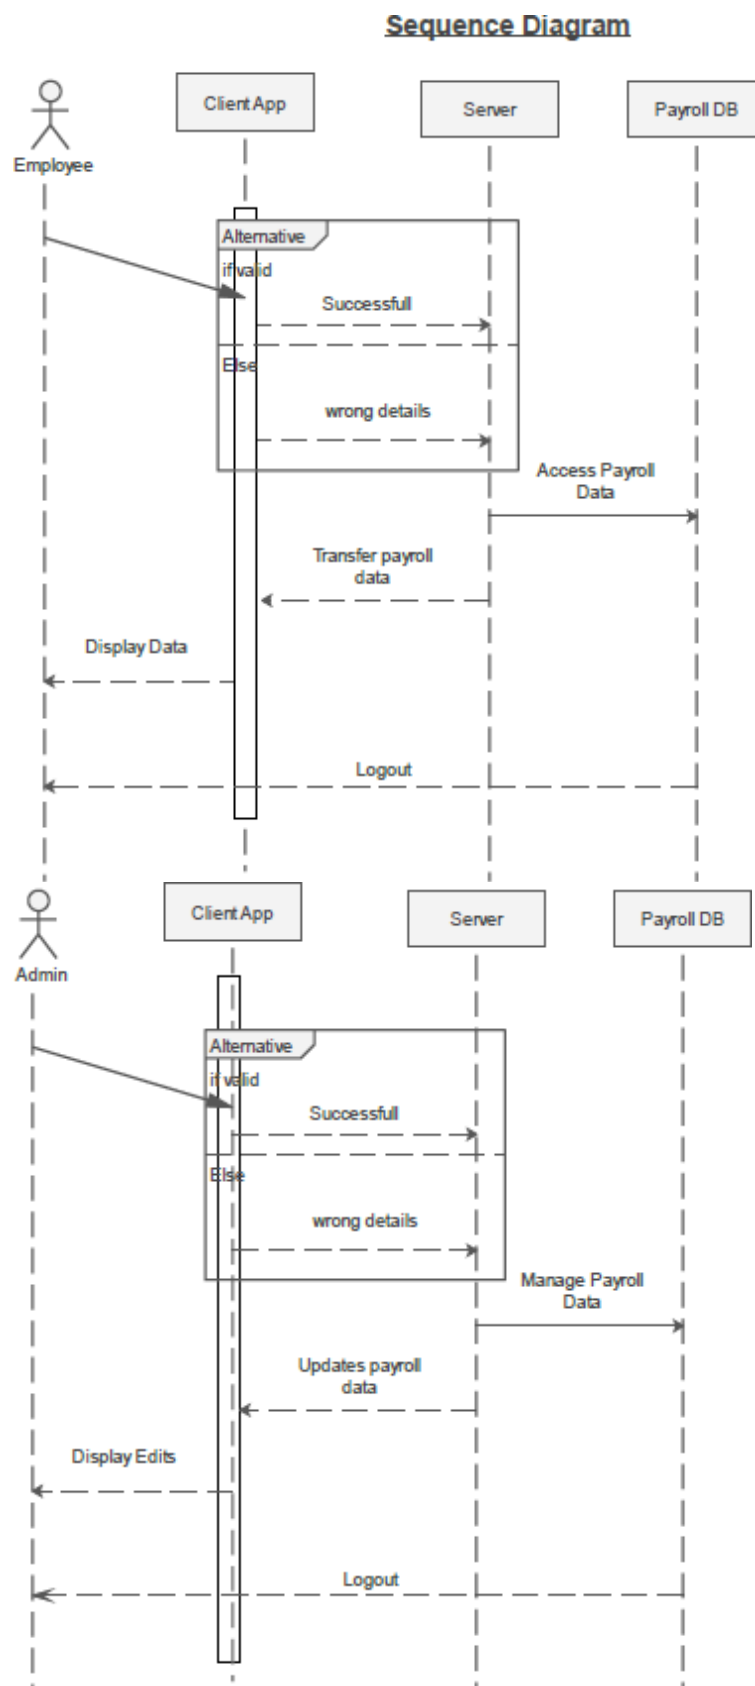 Sequence Diagram
Client App
Server
Payroll DB
Employee
Alternative
if valid
Successfull
Else
wrong details
Access Payroll
Data
Transfer payroll
data
Display Data
Logout
Client App
Server
Payroll DB
Admin
Alternative
if valid
Successfull
Else
wrong details
Manage Payroll
Data
Updates payroll
data
Display Edits
Logout